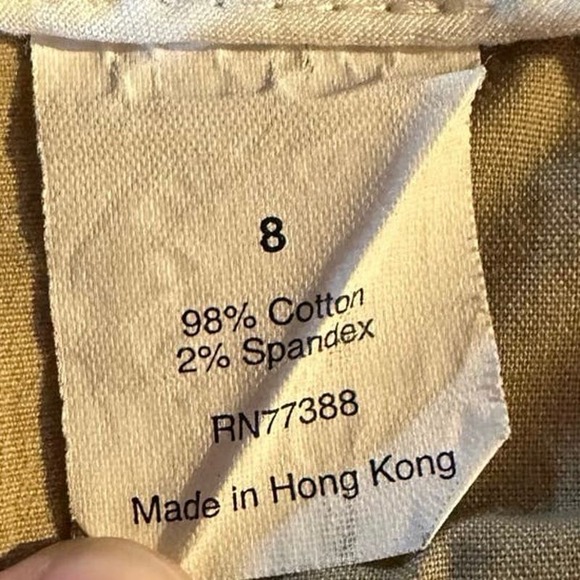 8
98% Cotton
2% Spandex
RN77388
Made in Hong Kong